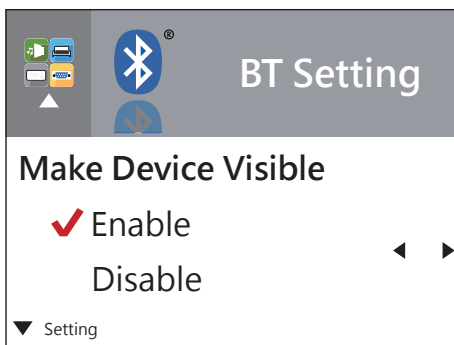 ®
BT Setting
Make Device Visible
Enable
Disable
Setting